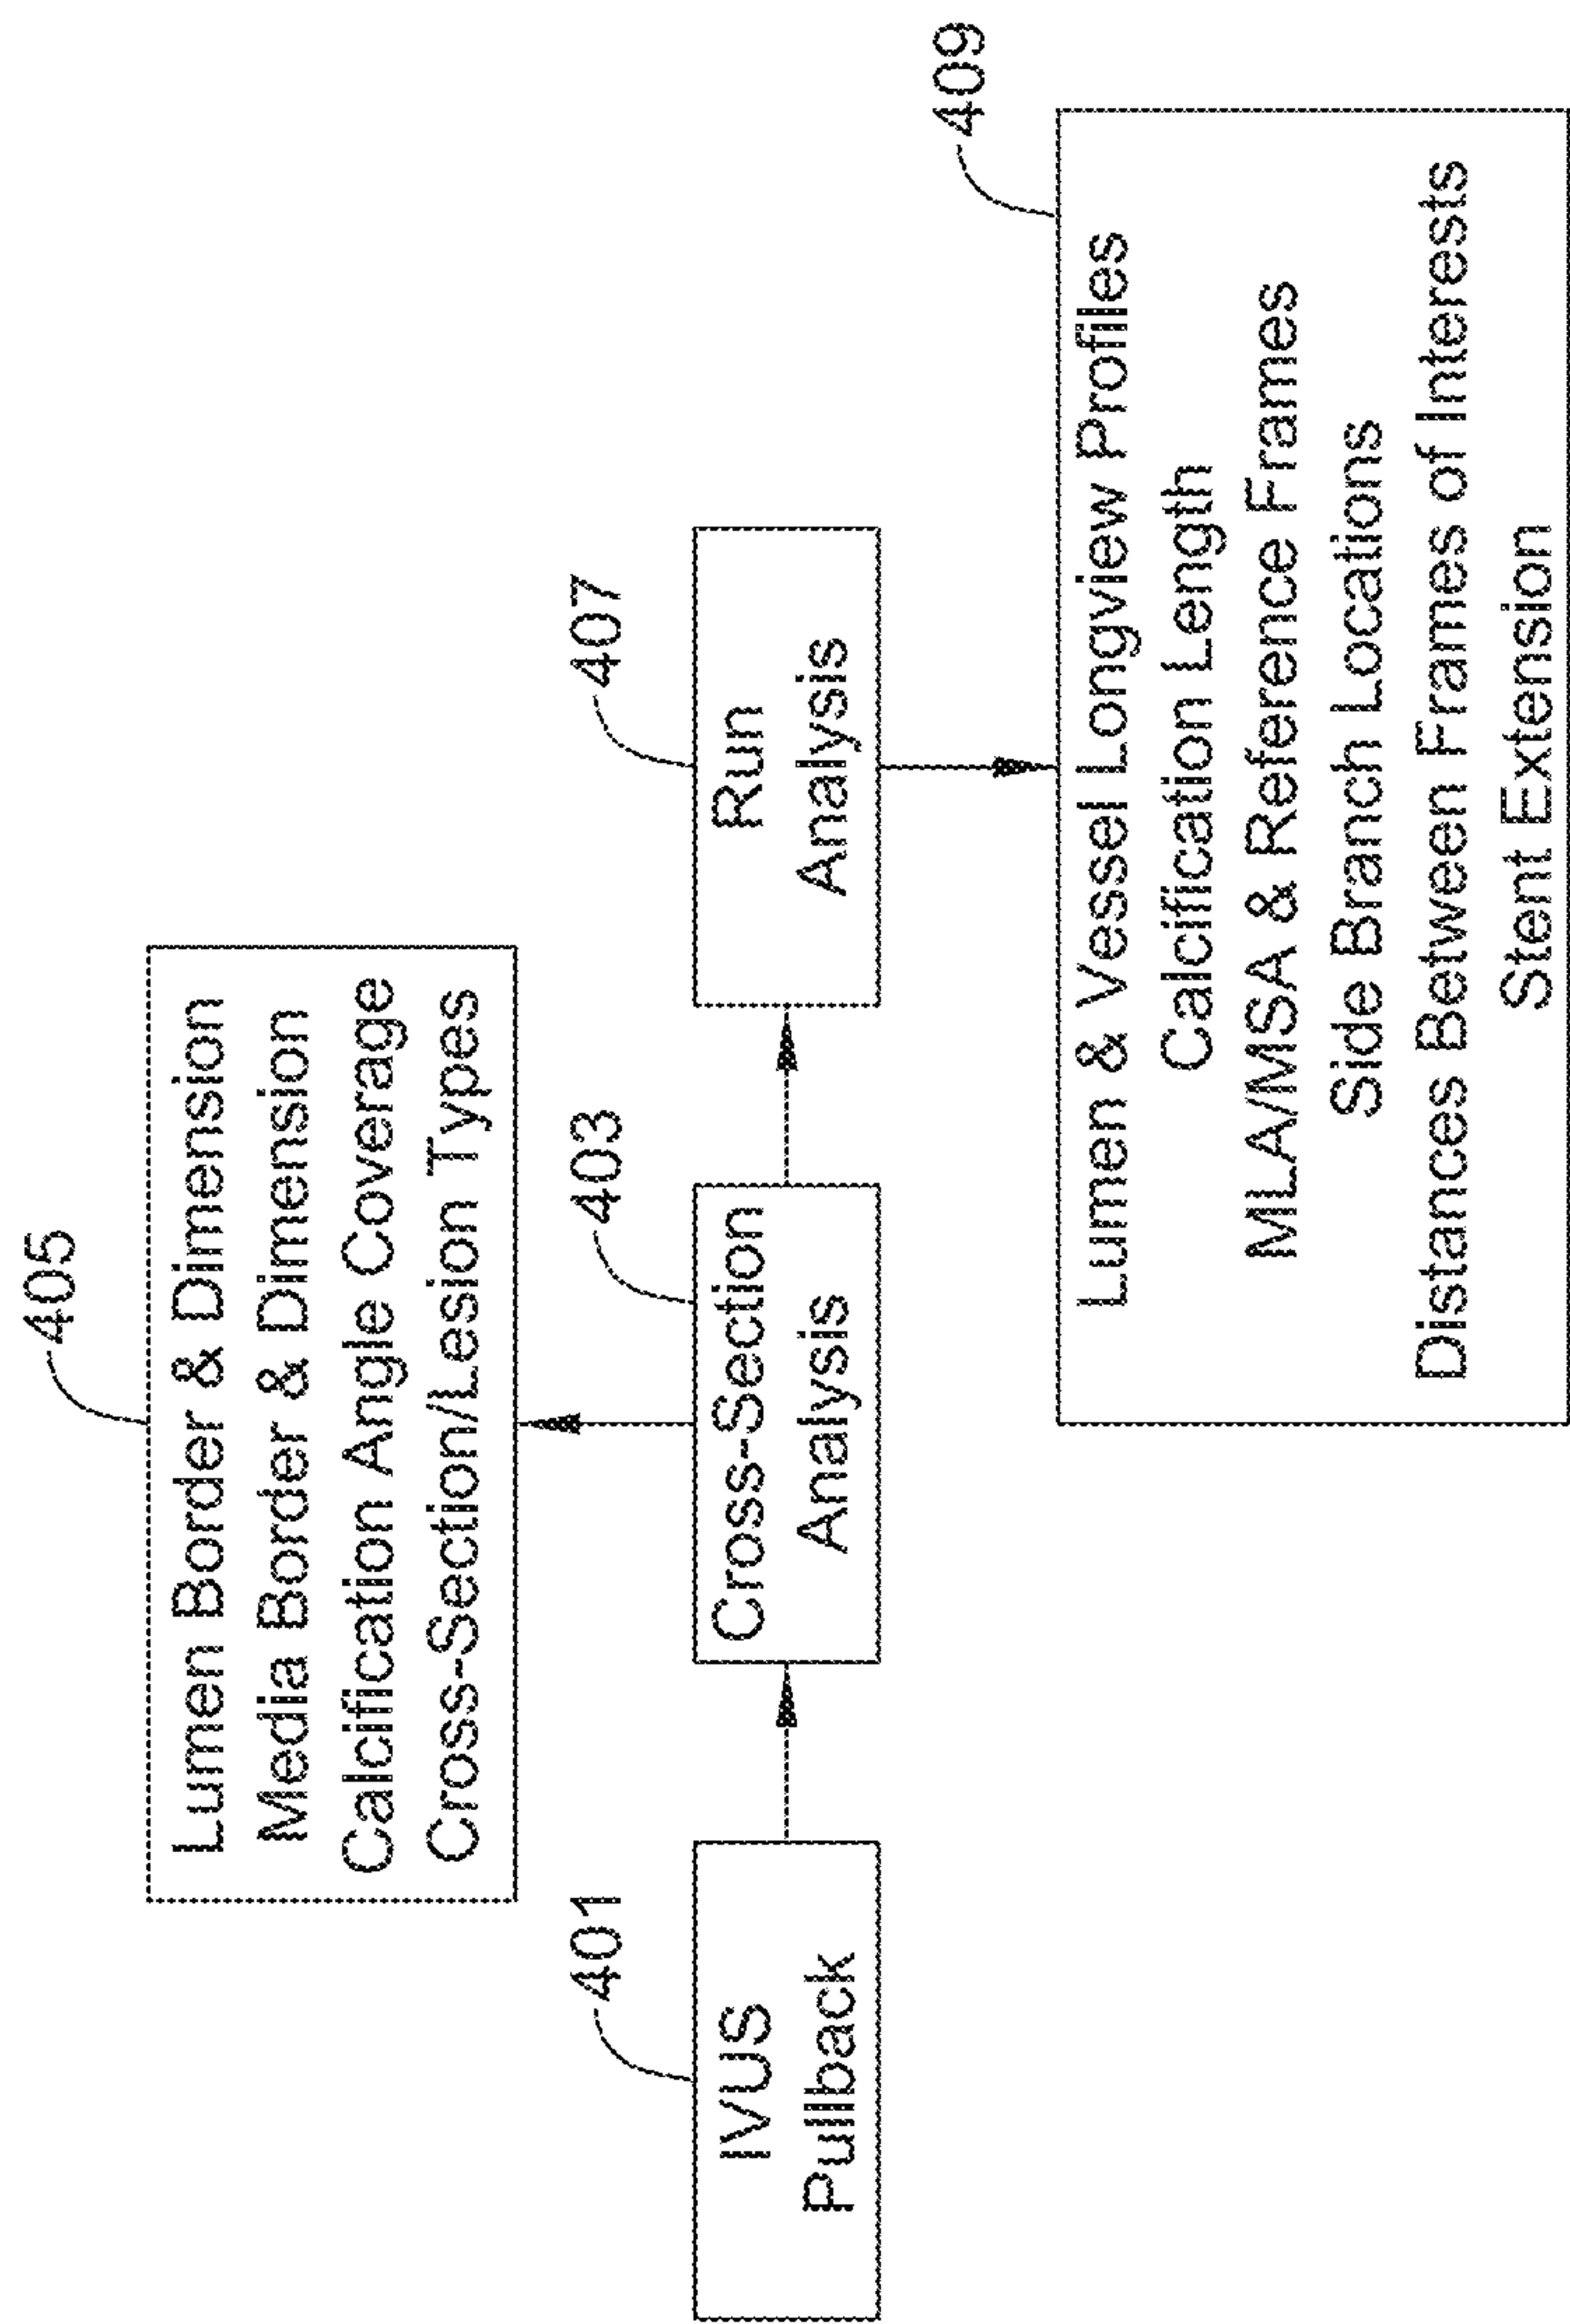 405
Lumen Border & Dimension
Media Border & Dimension
Calcification Angle Coverage
Cross-Section/Lesion Types
401
IVUS
Pullback
403
Cross-Section
Analysis
407
Run
Analysis
409
Lumen & Vessel Longview Profiles
Calcification Length
MLA/MSA & Reference Frames
Side Branch Locations
Distances Between Frames of Interests
Stent Extension